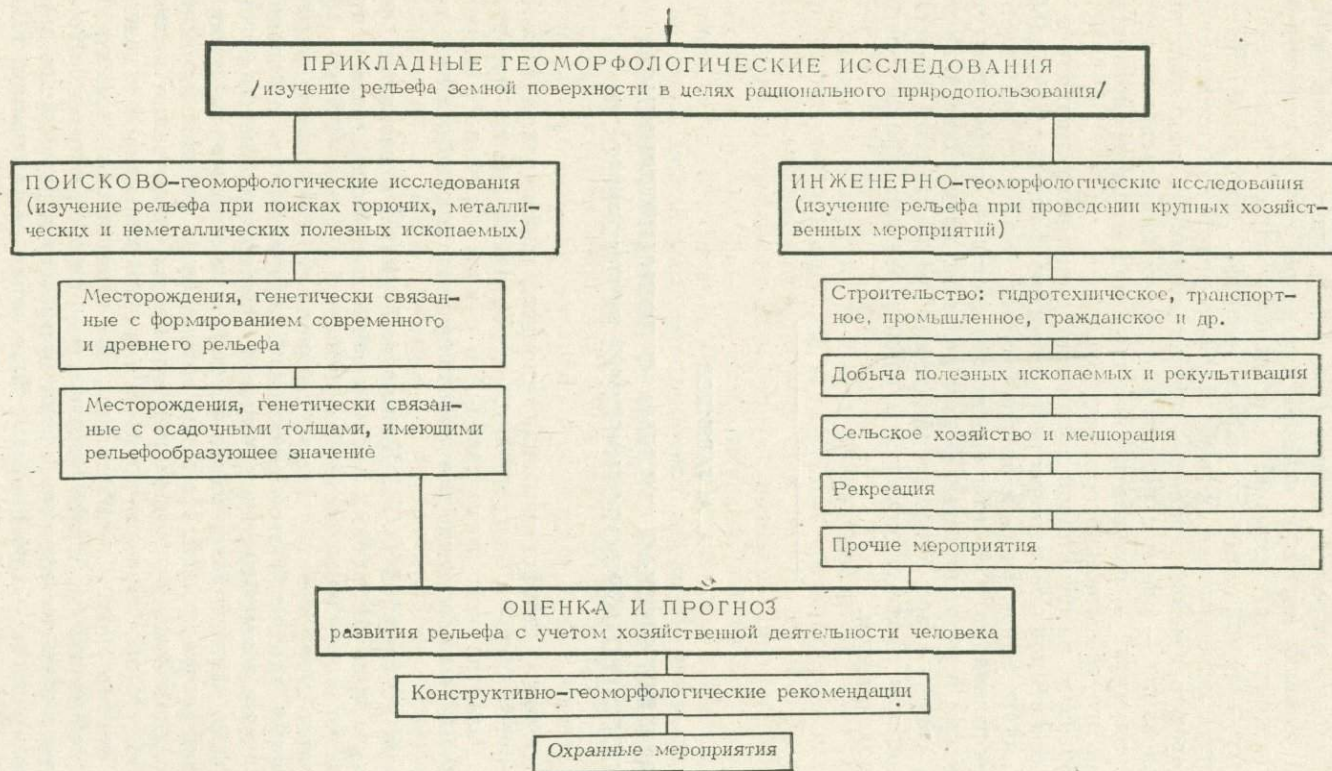 ПРИКЛАДНЫЕ ГЕОМОРФОЛОГИЧЕСКИЕ ИССЛЕДОВАНИЯ
/изучение рельефа земной поверхности в целях рационального природопользования/
ПОИСКОВО-геоморфологические исследования
(изучение рельефа при поисках горючих, металли-
ческих и неметаллических полезных ископаемых)
Месторождения, генетически связан-
ные с формированием современного
и древнего рельефа
Месторождения, генетически связан-
ные с осадочными толщами, имеющими
рельефообразующее значение
ИНЖЕНЕРНО-геоморфологические исследования
(изучение рельефа при проведении крупных хозяйст-
венных мероприятий)
Строительство: гидротехническое, транспорт-
ное, промышленное, гражданское и др.
Добыча полезных ископаемых и рекультивация
Сельское хозяйство и мелиорация
Рекреация
Прочие мероприятия
ОЦЕНКА И ПРОГНОЗ
развития рельефа с учетом хозяйственной деятельности человека
Конструктивно-геоморфологические рекомендации
Охранные мероприятия